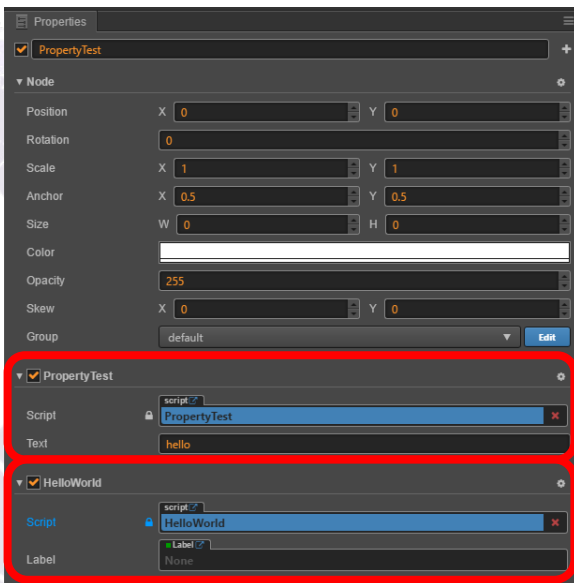 Properties
PropertyTest
Node
Position X 0 Y 0
Rotation 0
Scale X 1 Y 1
Anchor X 0.5 Y 0.5
Size W 0 H 0
Color
Opacity 255
Skew X 0 Y 0
Group default Edit
PropertyTest
script
Script PropertyTest
Text hello
HelloWorld
script
Script HelloWorld
Label
Label None